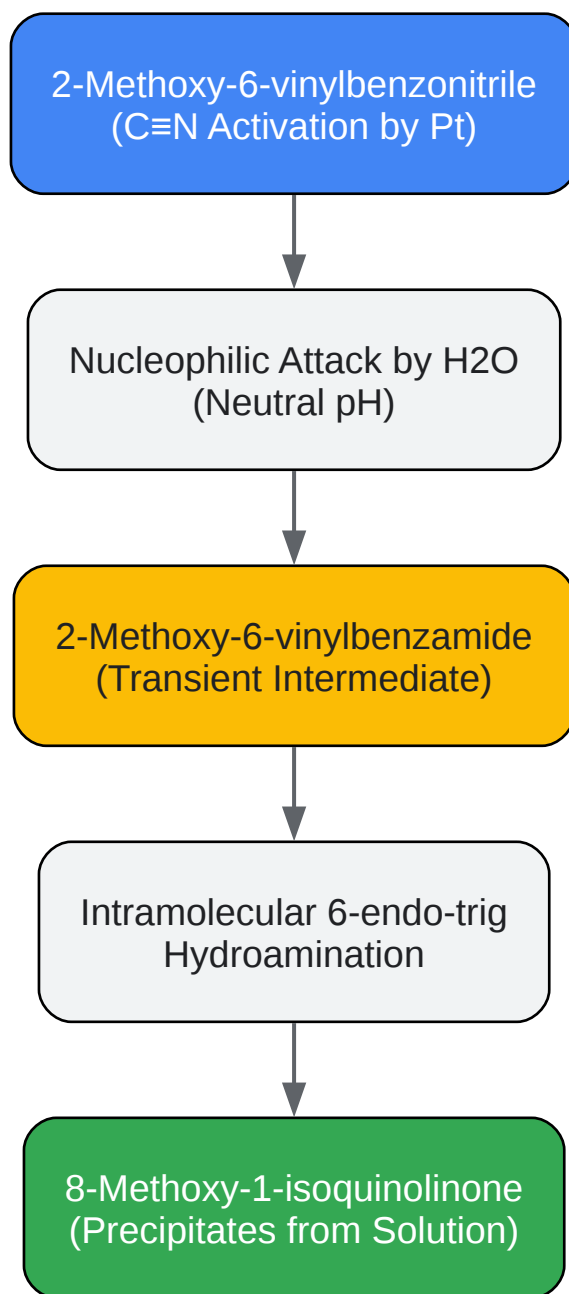 2-Methoxy-6-vinylbenzonitrile
(C≡N Activation by Pt)
Nucleophilic Attack by H2O
(Neutral pH)
2-Methoxy-6-vinylbenzamide
(Transient Intermediate)
Intramolecular 6-endo-trig
Hydroamination
8-Methoxy-1-isoquinolinone
(Precipitates from Solution)